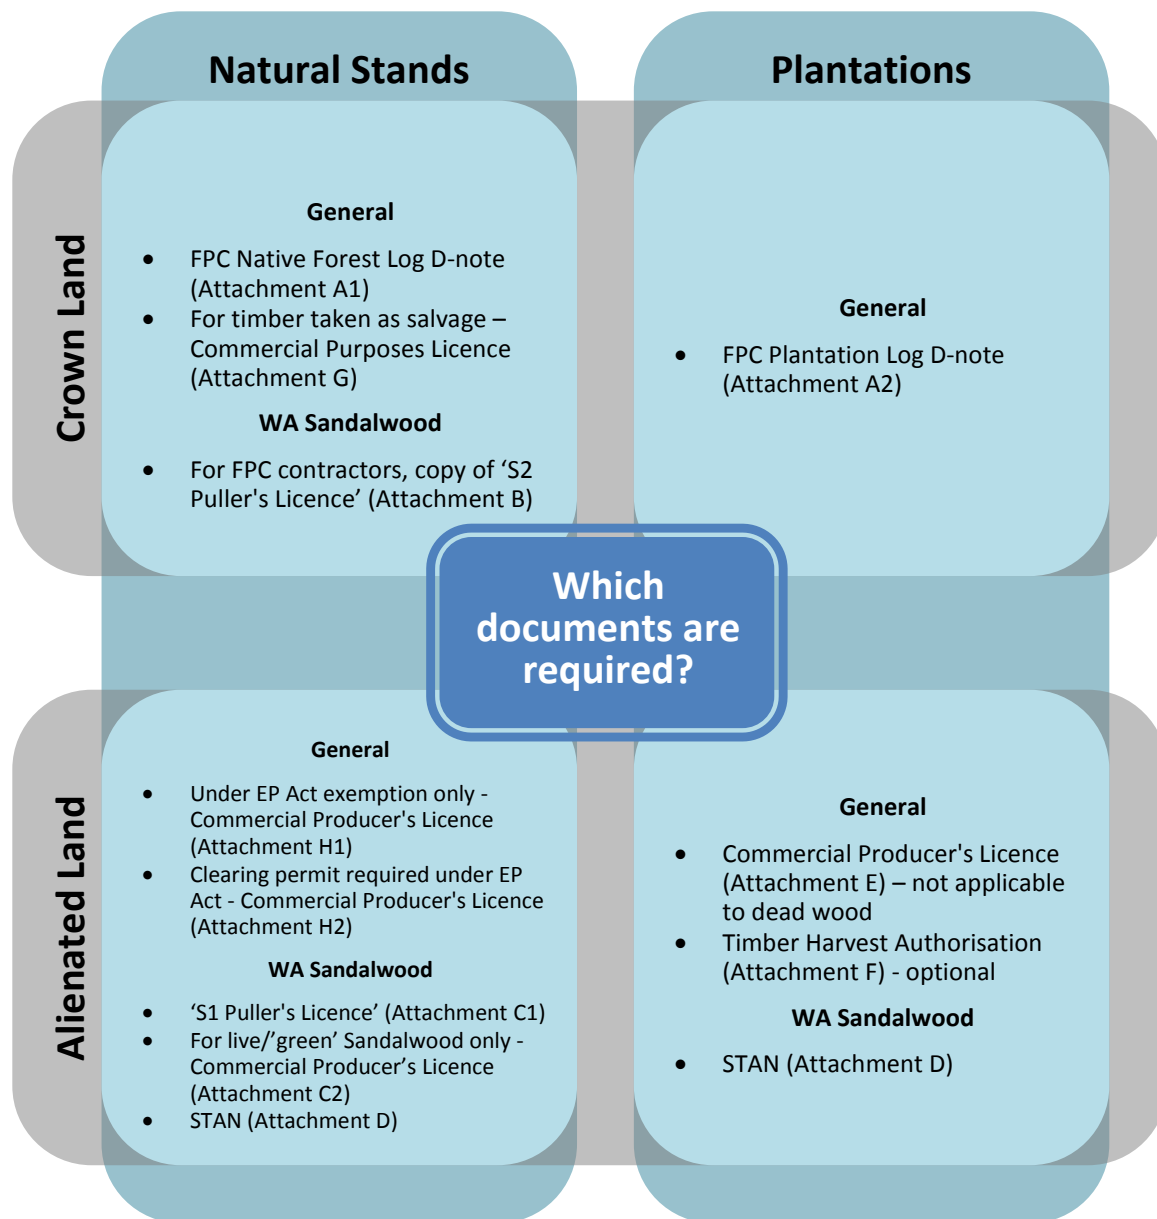 Natural Stands
Plantations
Crown Land
General
• FPC Native Forest Log D-note
(Attachment A1)
• For timber taken as salvage –
Commercial Purposes Licence
(Attachment G)
WA Sandalwood
• For FPC contractors, copy of ‘S2
Puller's Licence’ (Attachment B)
General
• FPC Plantation Log D-note
(Attachment A2)
Which
documents are
required?
Alienated Land
General
• Under EP Act exemption only -
Commercial Producer's Licence
(Attachment H1)
• Clearing permit required under EP
Act - Commercial Producer's Licence
(Attachment H2)
WA Sandalwood
• ‘S1 Puller's Licence’ (Attachment C1)
• For live/’green’ Sandalwood only -
Commercial Producer’s Licence
(Attachment C2)
• STAN (Attachment D)
General
• Commercial Producer's Licence
(Attachment E) – not applicable
to dead wood
• Timber Harvest Authorisation
(Attachment F) - optional
WA Sandalwood
• STAN (Attachment D)